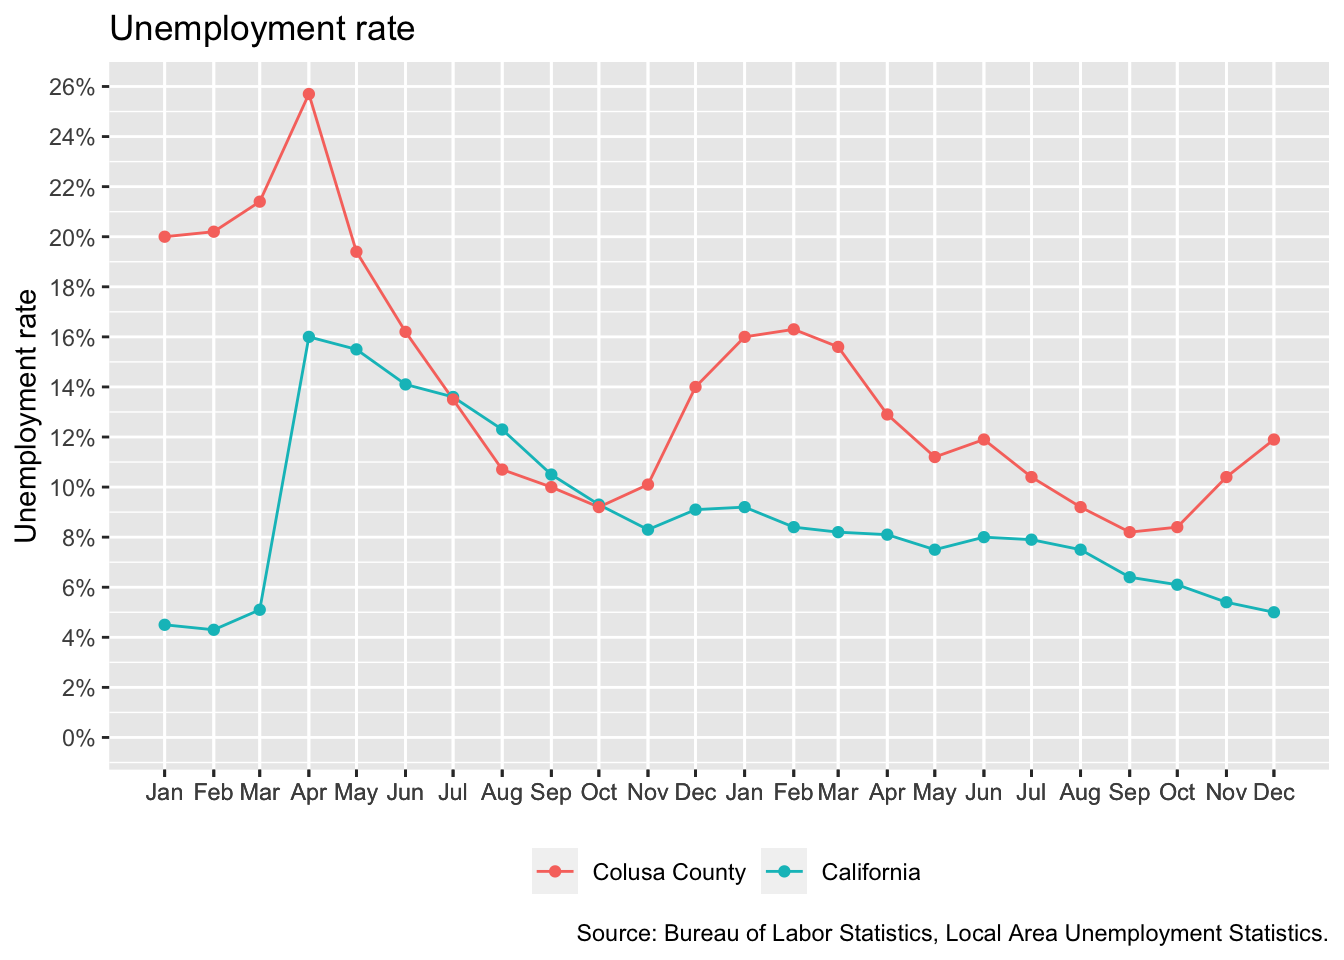 Unemployment rate
Unemployment rate
26%
24%
22%
20%
18%
16%
14%
12%
10%
8%
6%
4%
2%
0%
Jan Feb Mar Apr May Jun Jul Aug Sep Oct Nov Dec Jan Feb Mar Apr May Jun Jul Aug Sep Oct Nov Dec
Colusa County California
Source: Bureau of Labor Statistics, Local Area Unemployment Statistics.